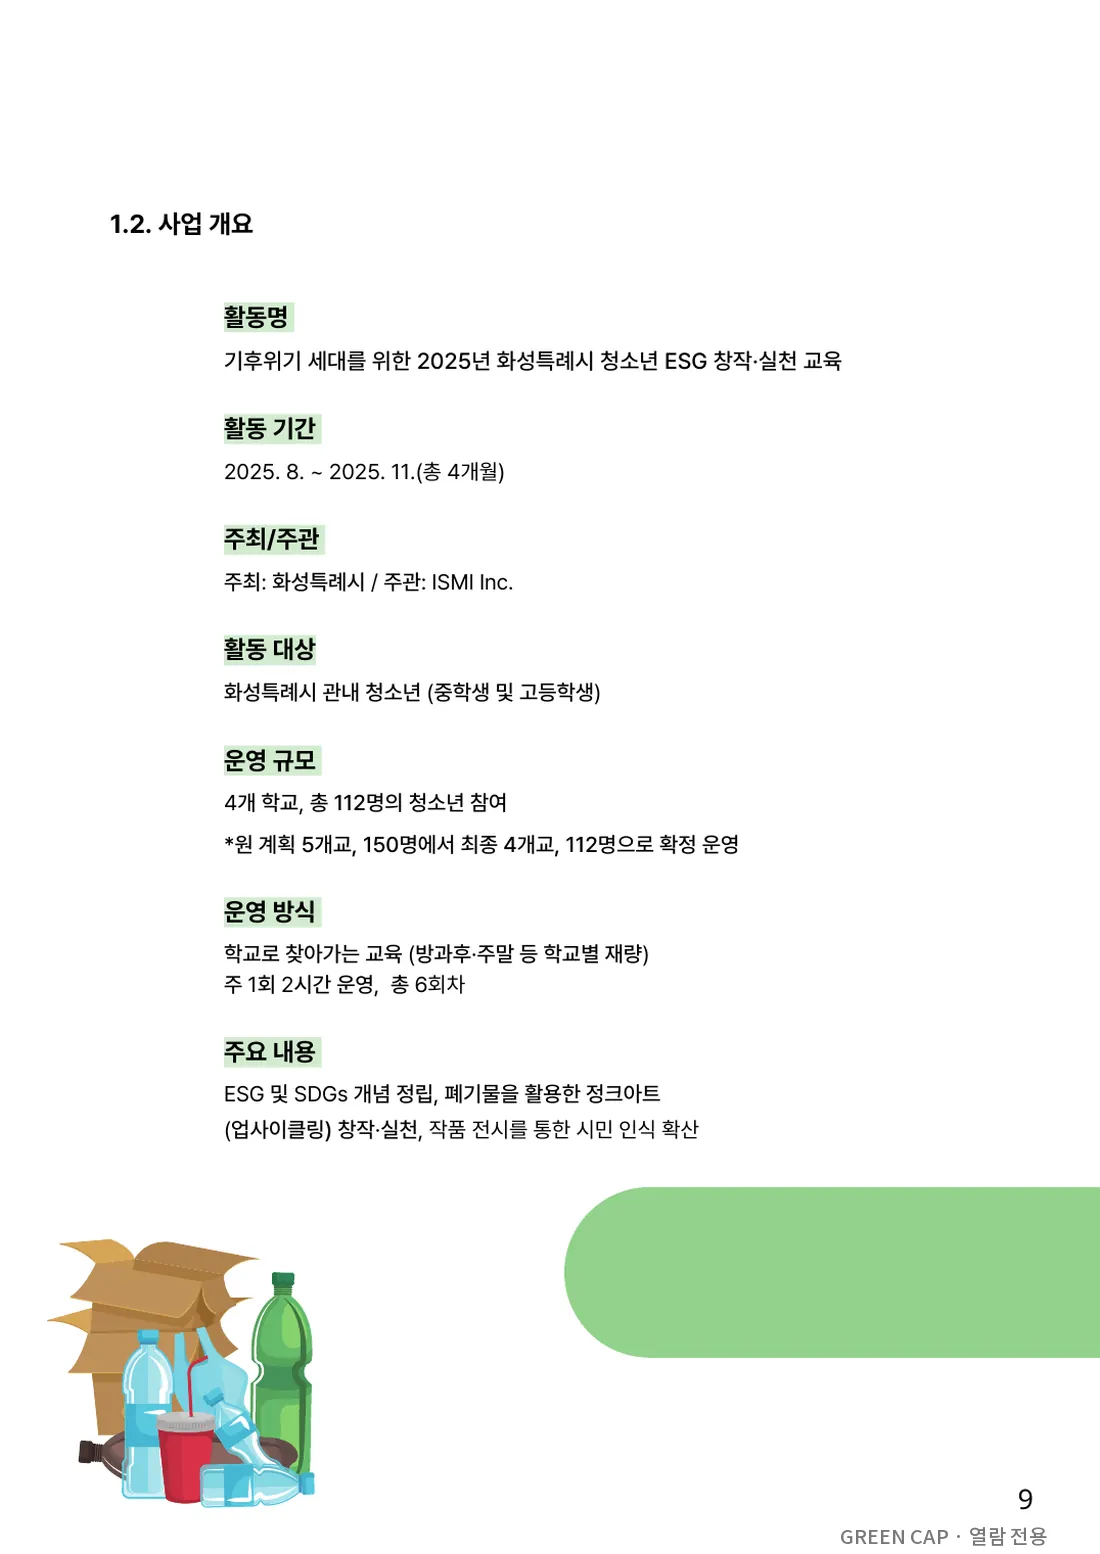 1.2. 사업 개요
활동명
기후위기 세대를 위한 2025년 화성특례시 청소년 ESG 창작·실천 교육
활동 기간
2025. 8. ~ 2025. 11.(총 4개월)
주최/주관
주최: 화성특례시 / 주관: ISMI Inc.
활동 대상
화성특례시 관내 청소년 (중학생 및 고등학생)
운영 규모
4개 학교, 총 112명의 청소년 참여
*원 계획 5개교, 150명에서 최종 4개교, 112명으로 확정 운영
운영 방식
학교로 찾아가는 교육 (방과후·주말 등 학교별 재량)
주 1회 2시간 운영, 총 6회차
주요 내용
ESG 및 SDGs 개념 정립, 폐기물을 활용한 정크아트
(업사이클링) 창작·실천, 작품 전시를 통한 시민 인식 확산
9
GREEN CAP · 열람 전용